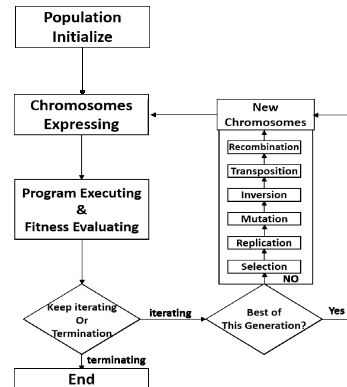 Population
Initialize
Chromosomes
Expressing
New
Chromosomes
Recombination
Transposition
Inversion
Mutation
Replication
Selection
NO
Program Executing
&
Fitness Evaluating
Keep iterating
Or
Termination
iterating
Best of
This Generation?
Yes
terminating
End